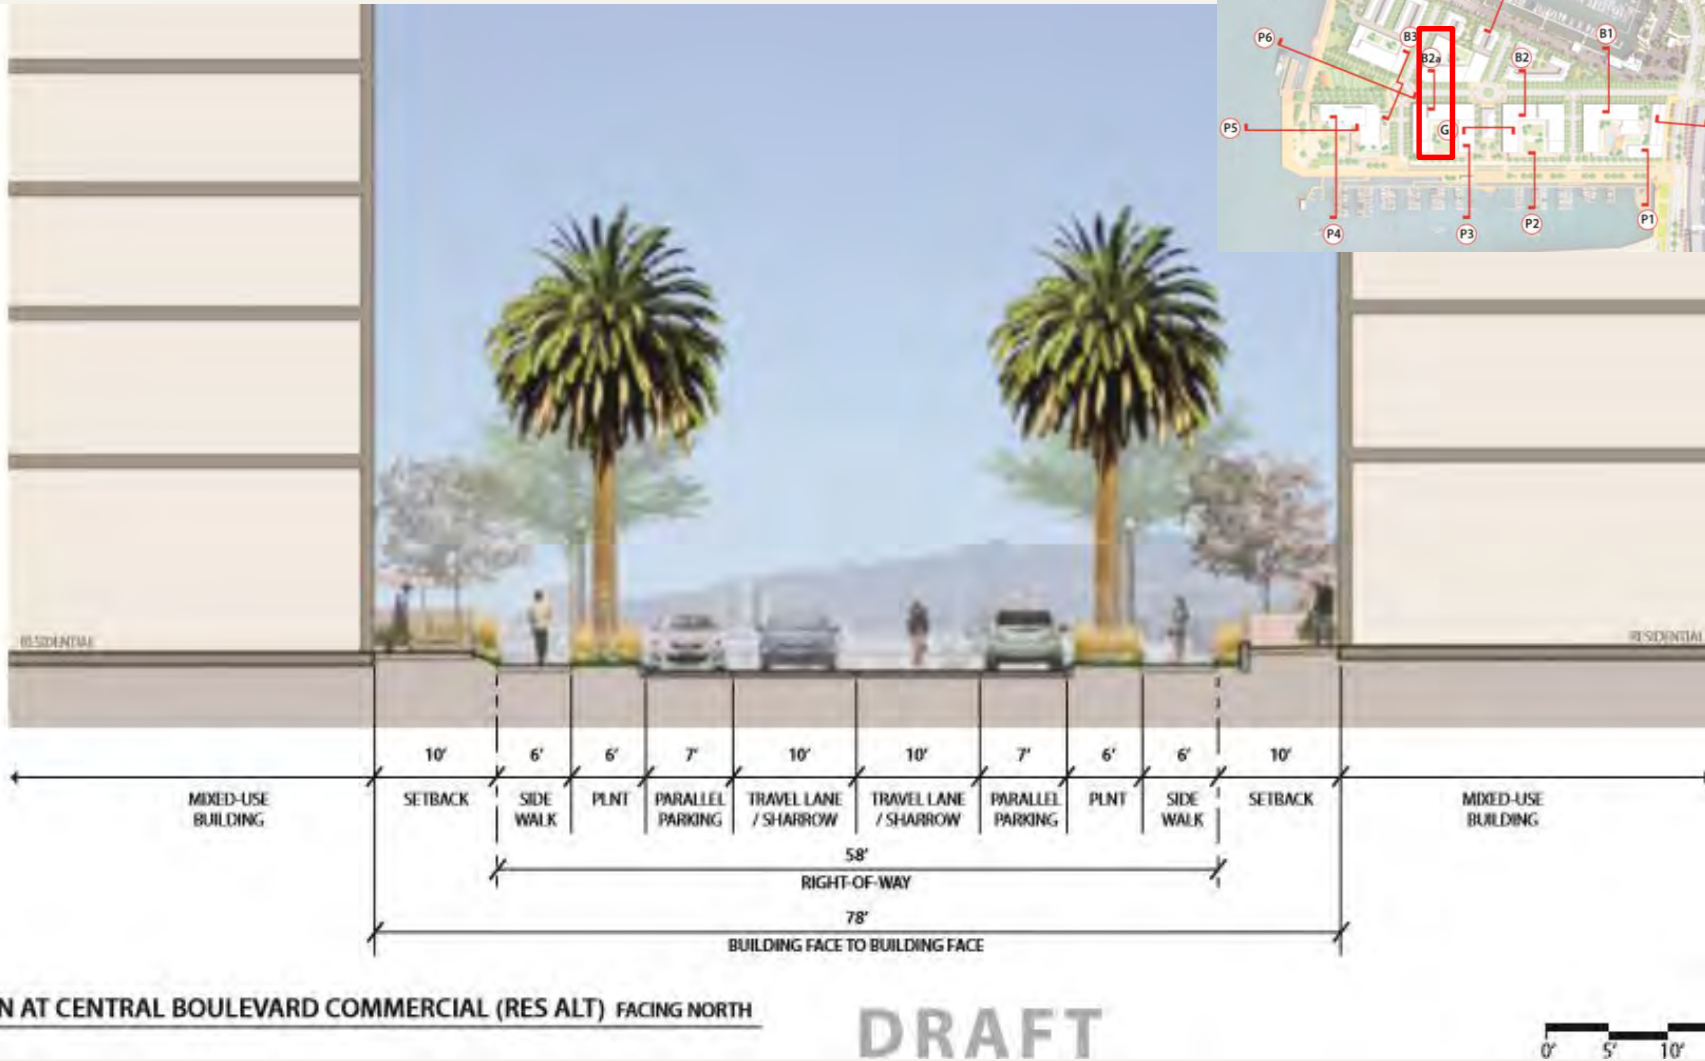 P6
B3
B2a
B2
B1
P5
G
P4
P3
P2
P1
RESIDENTIAL
RESIDENTIAL
10'
6'
6'
7'
10'
10'
7'
6'
6'
10'
MIXED-USE
BUILDING
SETBACK
SIDE
WALK
PLNT
PARALLEL
PARKING
TRAVEL LANE
/ SHARROW
TRAVEL LANE
/ SHARROW
PARALLEL
PARKING
PLNT
SIDE
WALK
SETBACK
MIXED-USE
BUILDING
58'
RIGHT-OF-WAY
78'
BUILDING FACE TO BUILDING FACE
N AT CENTRAL BOULEVARD COMMERCIAL (RES ALT) FACING NORTH
DRAFT
0' 5' 10'